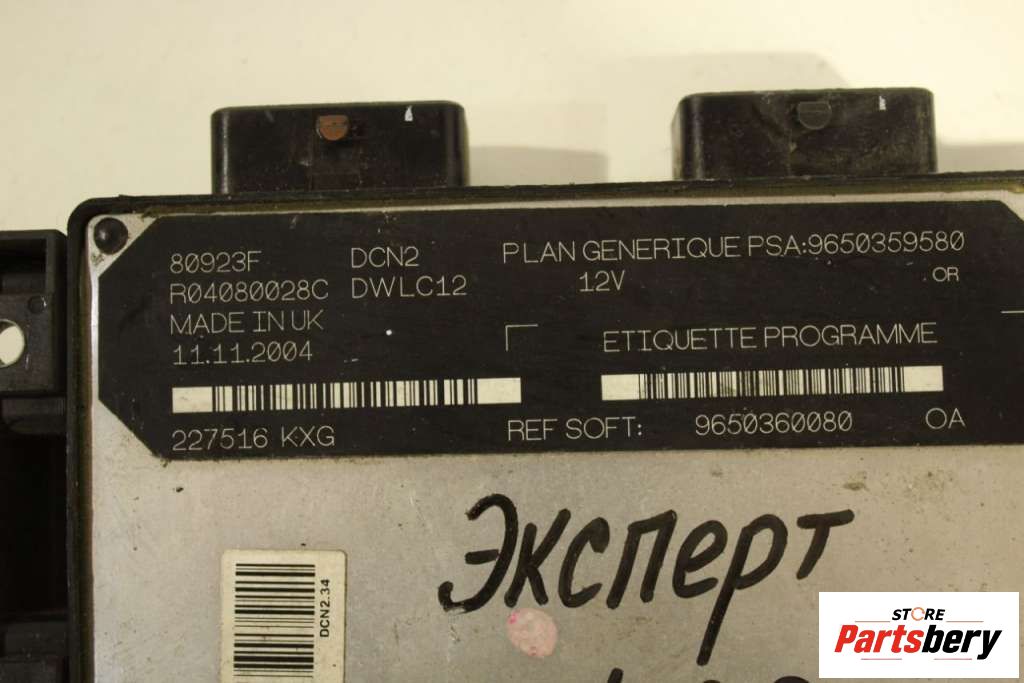 80923F DCN2 PLAN GENERIQUE PSA:9650359580
R04080028C DWLC12 12V OR
MADE IN UK
11.11.2004 ETIQUETTE PROGRAMME
227516 KXG REF SOFT: 9650360080 OA
Эксперт
DCN2.34
STORE
Partsbery